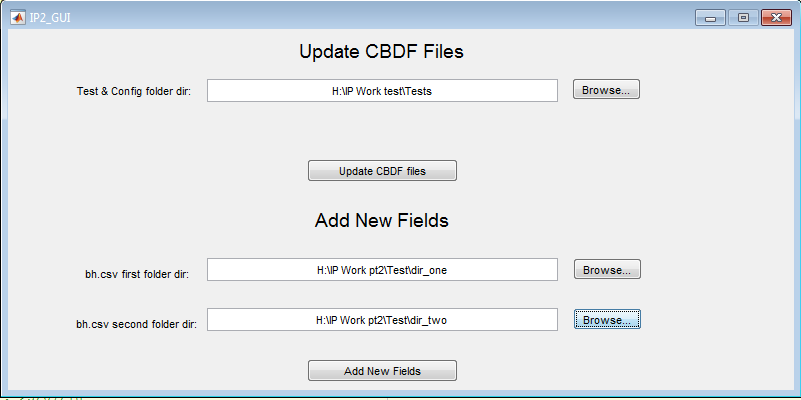 IP2_GUI
Update CBDF Files
Test & Config folder dir: H:\IP Work test\Tests Browse...
Update CBDF files
Add New Fields
bh.csv first folder dir: H:\IP Work pt2\Test\dir_one Browse...
bh.csv second folder dir: H:\IP Work pt2\Test\dir_two Browse...
Add New Fields